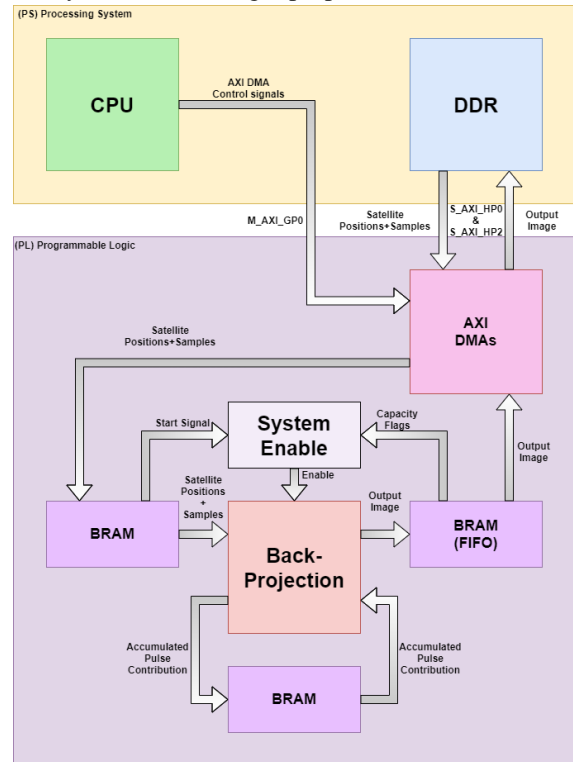 (PS) Processing System
CPU
AXI DMA
Control signals
DDR
M_AXI_GP0
Satellite
Positions+Samples
S_AXI_HP0
&
S_AXI_HP2
Output
Image
(PL) Programmable Logic
AXI
DMAs
Satellite
Positions+Samples
Start Signal
System
Enable
Capacity
Flags
Output
Image
Enable
Satellite
Positions
+
Samples
Output
Image
BRAM
Back-
Projection
BRAM
(FIFO)
Accumulated
Pulse
Contribution
Accumulated
Pulse
Contribution
BRAM